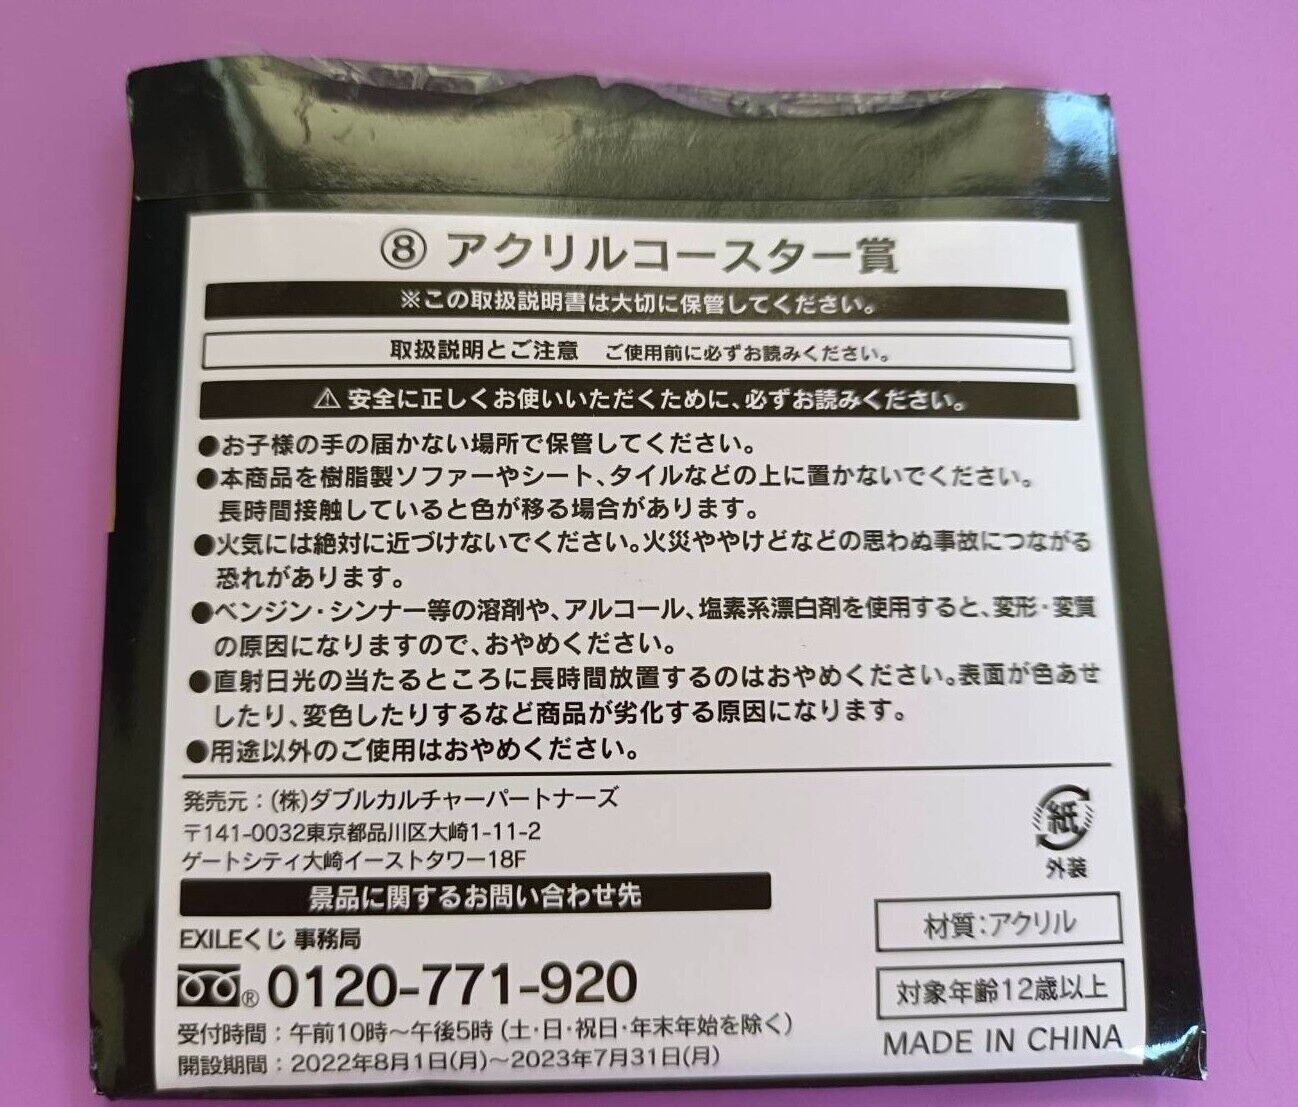 ⑧ アクリルコースター賞
※この取扱説明書は大切に保管してください。
取扱説明とご注意 ご使用前に必ずお読みください。
⚠安全に正しくお使いいただくために、必ずお読みください。
●お子様の手の届かない場所で保管してください。
●本商品を樹脂製ソファーやシート、タイルなどの上に置かないでください。
長時間接触していると色が移る場合があります。
●火気には絶対に近づけないでください。火災ややけどなどの思わぬ事故につながる
恐れがあります。
●ベンジン・シンナー等の溶剤や、アルコール、塩素系漂白剤を使用すると、変形・変質
の原因になりますので、おやめください。
●直射日光の当たるところに長時間放置するのはおやめください。表面が色あせ
したり、変色したりするなど商品が劣化する原因になります。
●用途以外のご使用はおやめください。
発売元：(株)ダブルカルチャーパートナーズ
〒141-0032東京都品川区大崎1-11-2
ゲートシティ大崎イーストタワー18F
紙
外装
景品に関するお問い合わせ先
EXILEくじ 事務局
®0120-771-920
受付時間：午前10時～午後5時 (土・日・祝日・年末年始を除く)
開設期間：2022年8月1日(月)～2023年7月31日(月)
材質:アクリル
対象年齢12歳以上
MADE IN CHINA